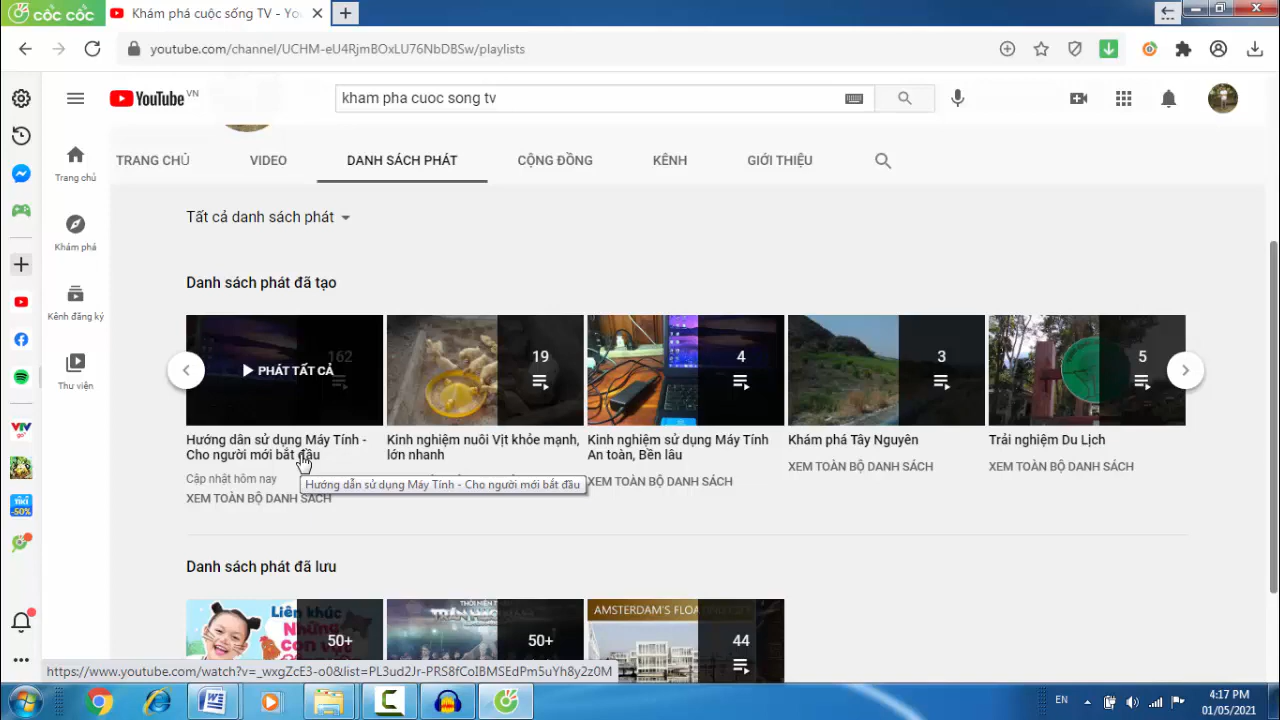 cốc cốc
Khám phá cuộc sống TV - Yo
youtube.com/channel/UCHM-eU4RjmBOxLU76NbDBSw/playlists
YouTube VN
kham pha cuoc song tv
TRANG CHỦ
VIDEO
DANH SÁCH PHÁT
CỘNG ĐỒNG
KÊNH
GIỚI THIỆU
Trang chủ
Khám phá
Kênh đăng ký
Thư viện
Tất cả danh sách phát
Danh sách phát đã tạo
162
PHÁT TẤT CẢ
19
4
3
5
Hướng dẫn sử dụng Máy Tính -
Cho người mới bắt đầu
Cập nhật hôm nay
XEM TOÀN BỘ DANH SÁCH
Kinh nghiệm nuôi Vịt khỏe mạnh,
lớn nhanh
Kinh nghiệm sử dụng Máy Tính
An toàn, Bền lâu
XEM TOÀN BỘ DANH SÁCH
Khám phá Tây Nguyên
XEM TOÀN BỘ DANH SÁCH
Trải nghiệm Du Lịch
XEM TOÀN BỘ DANH SÁCH
Hướng dẫn sử dụng Máy Tính - Cho người mới bắt đầu
VTV
go
TIKI
-50%
Danh sách phát đã lưu
Liên khúc
Những
con vật
50+
50+
AMSTERDAM'S FLOA
CITY
44
https://www.youtube.com/watch?v=_wxgZcE3-o0&list=PL3ud2Jr-PRS8fCoIBMSEdPm5uYh8y2z0M
EN
4:17 PM
01/05/2021